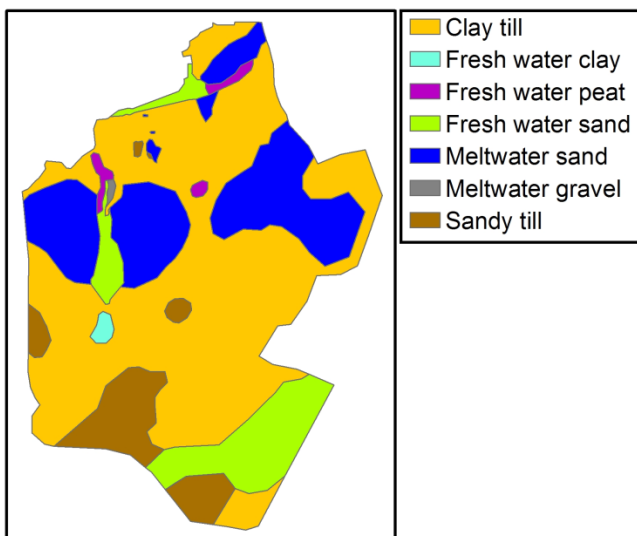 Clay till
Fresh water clay
Fresh water peat
Fresh water sand
Meltwater sand
Meltwater gravel
Sandy till